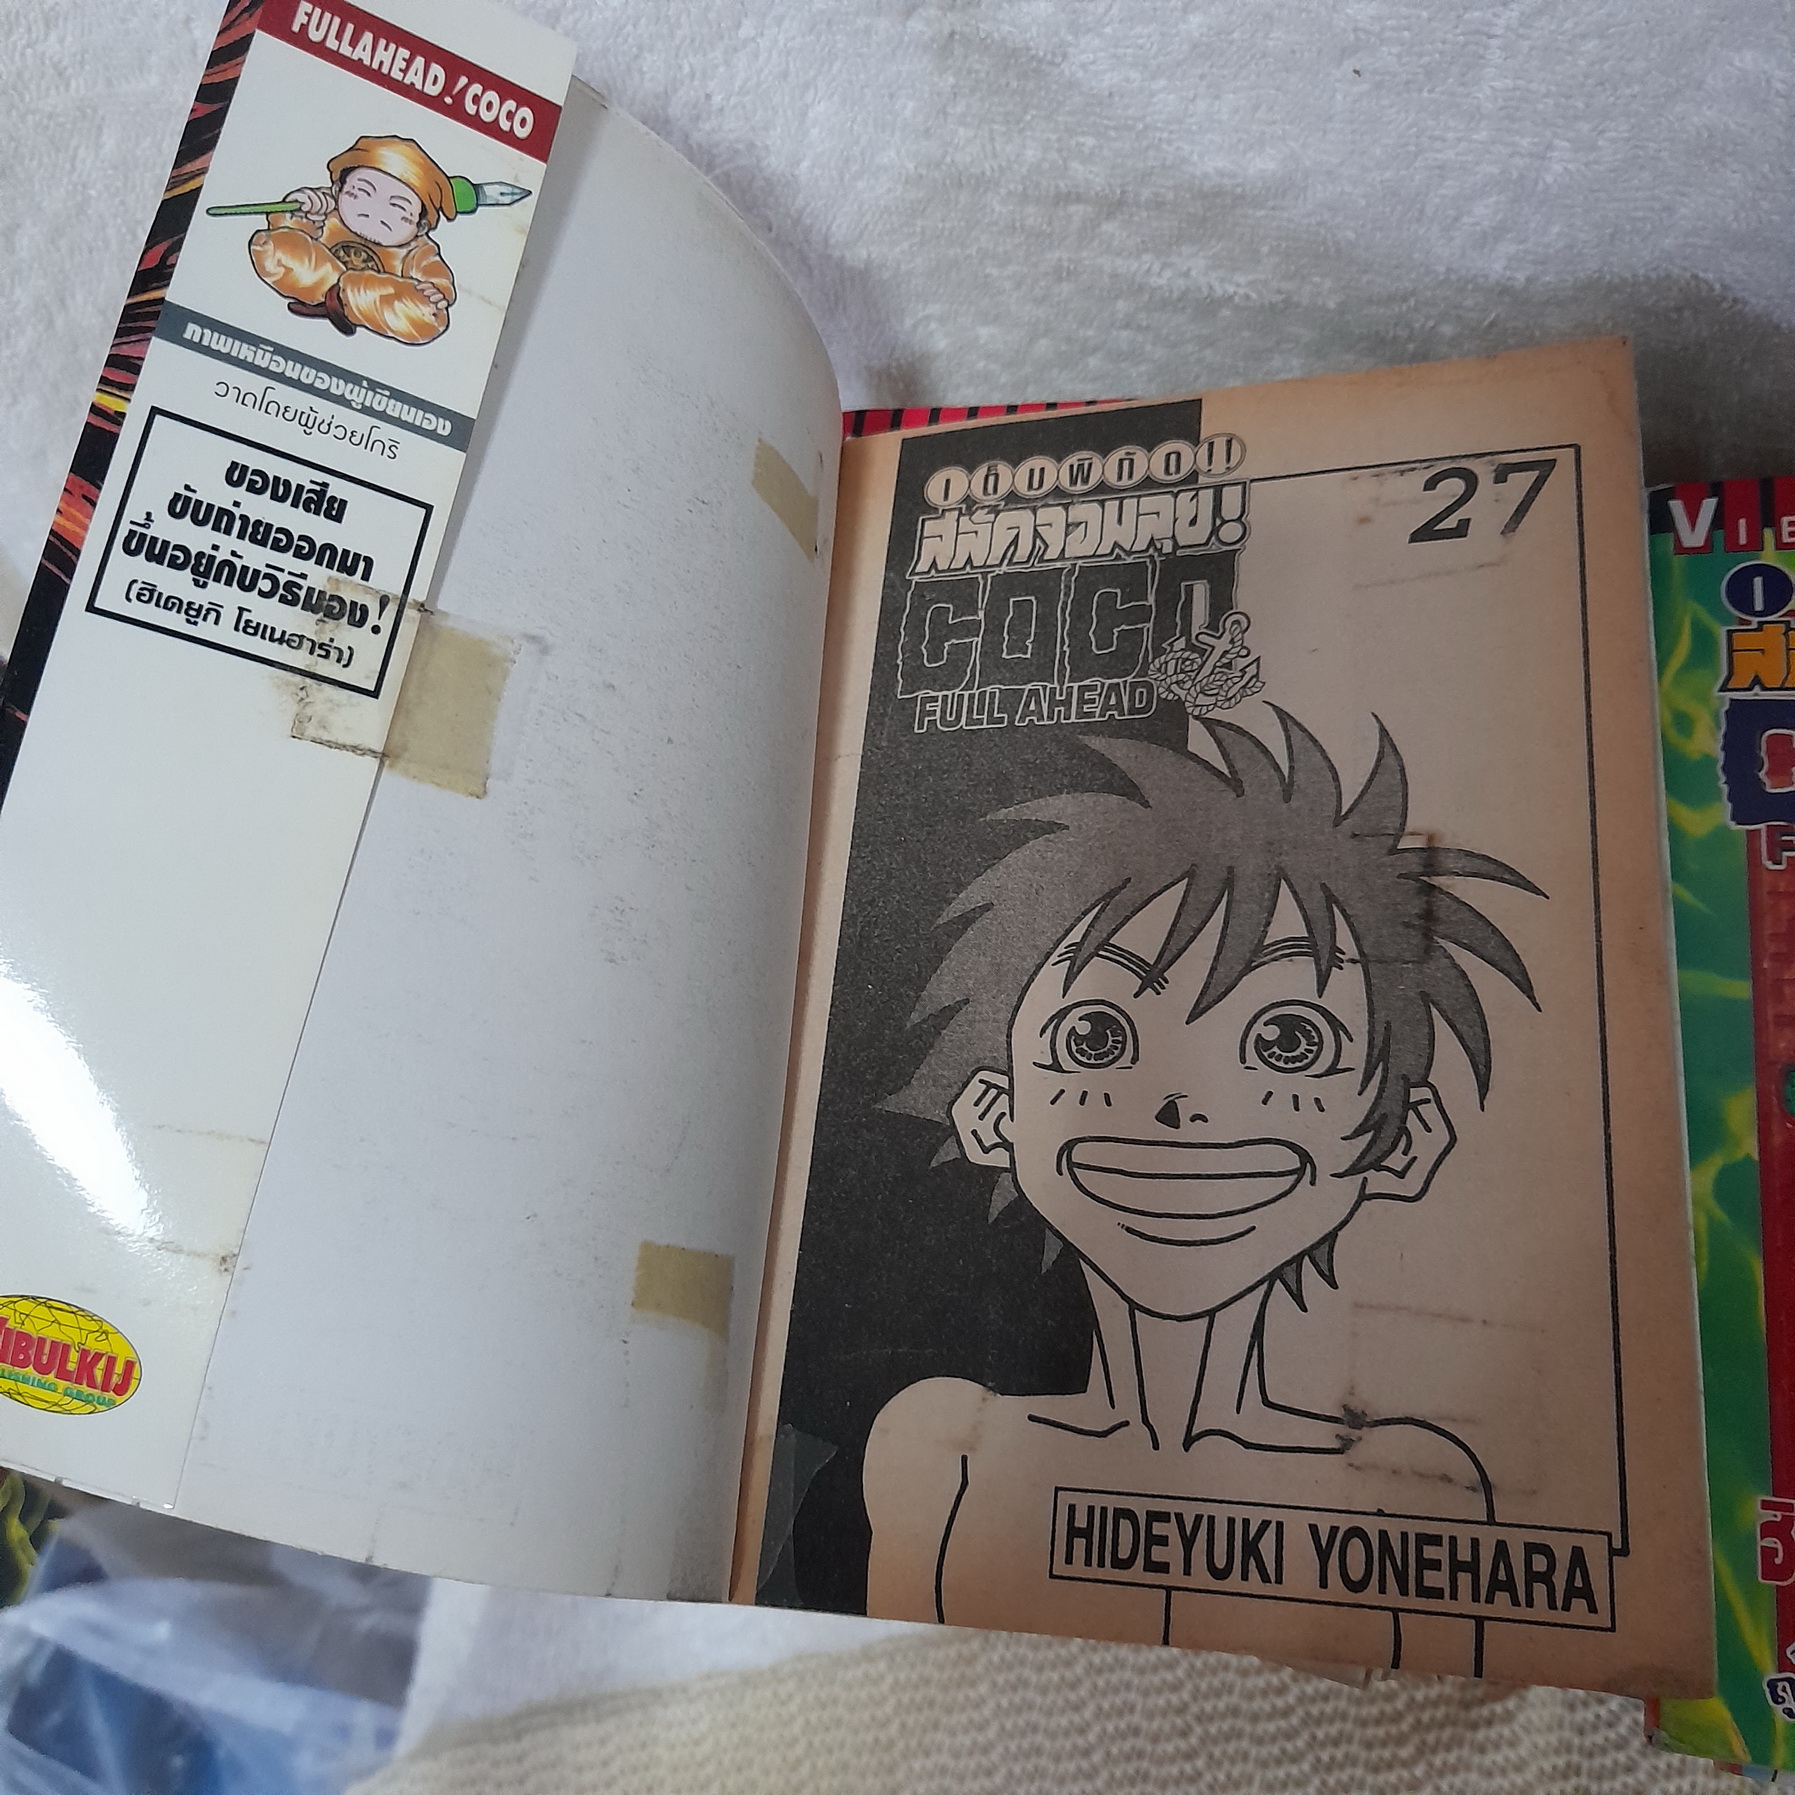 FULLAHEAD!COCO
ภาพเหมือนของผู้เขียนเอง
วาดโดยผู้ช่วยโกริ
ของเสีย
ขับถ่ายออกมา
ขึ้นอยู่กับวิธีมอง!
(ฮิเดยูกิ โยเนฮาร่า)
VIBULKIJ
PUBLISHING GROUP
เต็มพิกัด!!
สลัดจอมลุย!
COCO
FULL AHEAD
27
HIDEYUKI YONEHARA